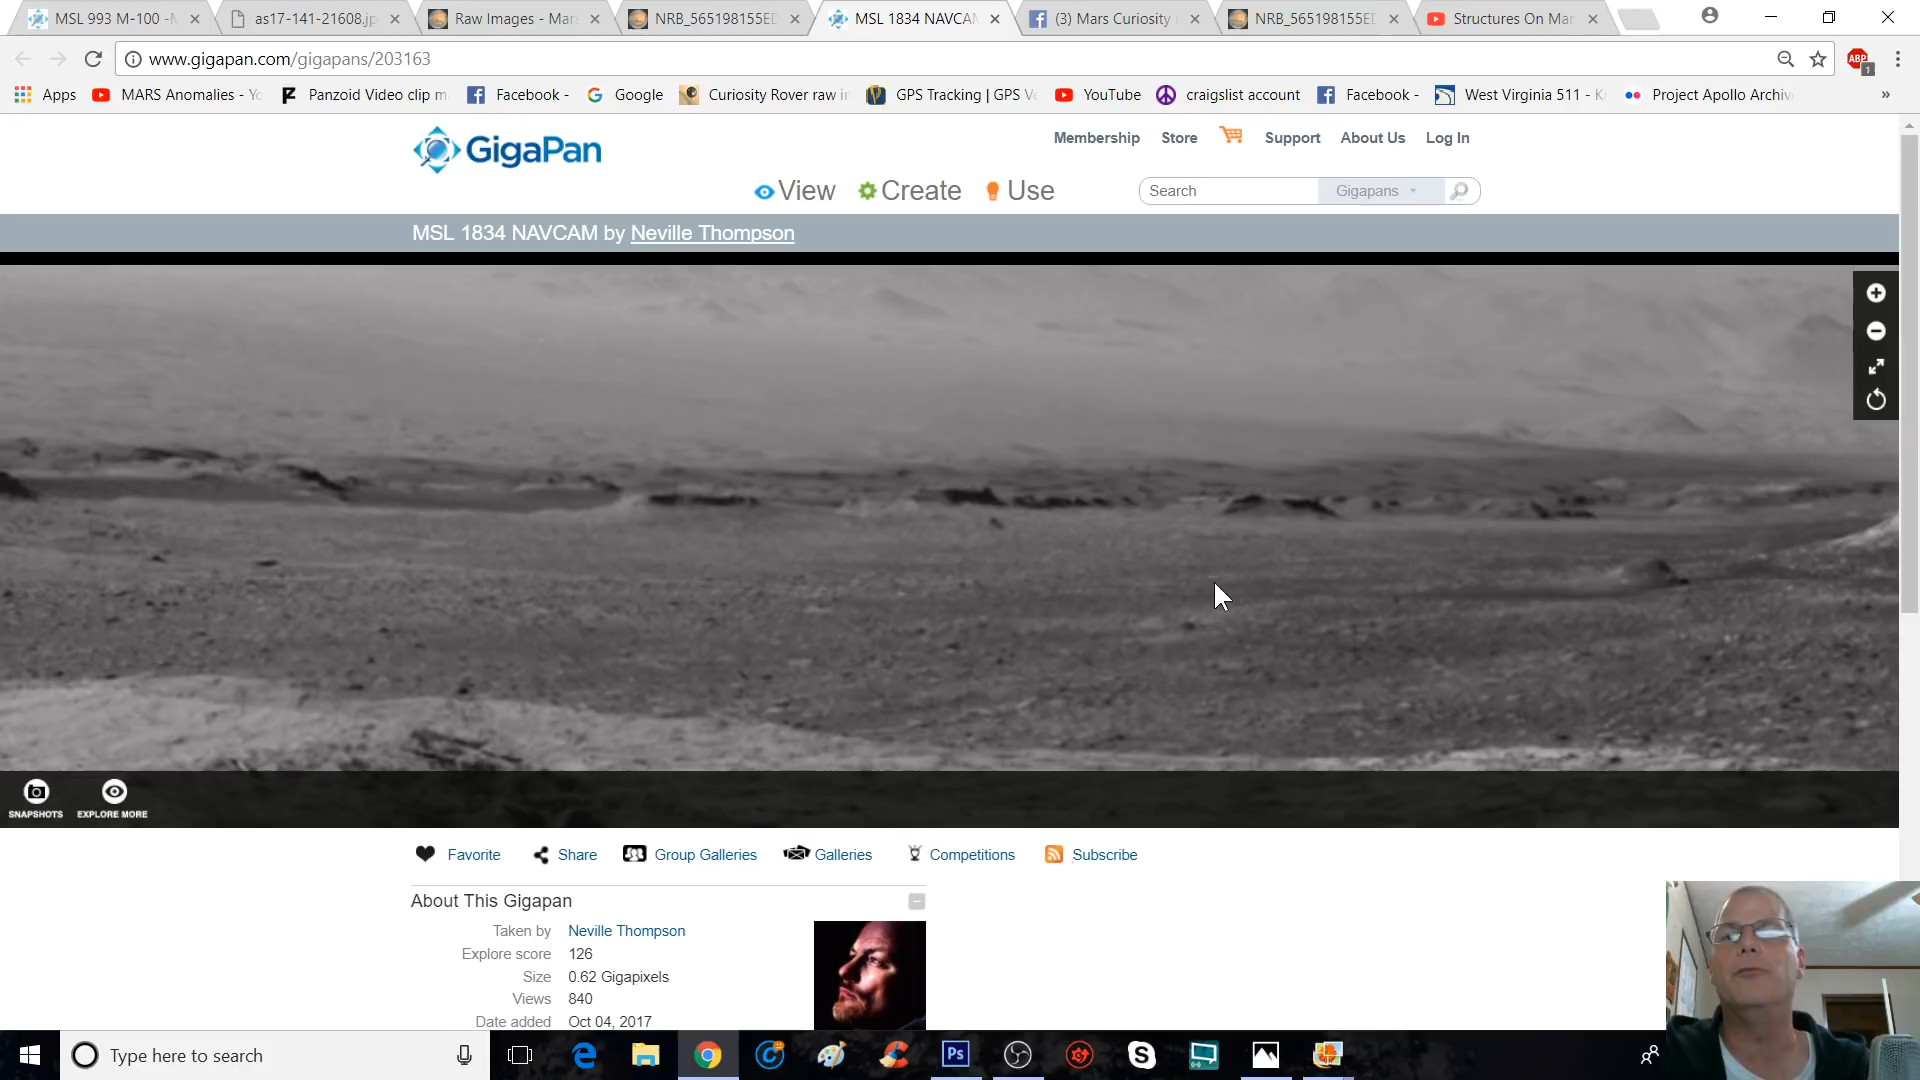 MSL 993 M-100 -
as17-141-21608.jp
Raw Images - Mar
NRB_565198155ED
MSL 1834 NAVCAM
(3) Mars Curiosity
NRB_565198155ED
Structures On Mar
www.gigapan.com/gigapans/203163
ABP
1
Apps
MARS Anomalies - Yo
Panzoid Video clip m
Facebook -
Google
Curiosity Rover raw i
GPS Tracking | GPS V
YouTube
craigslist account
Facebook -
West Virginia 511 - K
Project Apollo Archiv
»
GigaPan
Membership
Store
Support
About Us
Log In
View
Create
Use
Search
Gigapans
MSL 1834 NAVCAM by Neville Thompson
SNAPSHOTS
EXPLORE MORE
Favorite
Share
Group Galleries
Galleries
Competitions
Subscribe
About This Gigapan
Taken by Neville Thompson
Explore score 126
Size 0.62 Gigapixels
Views 840
Date added Oct 04, 2017
Type here to search
Ps